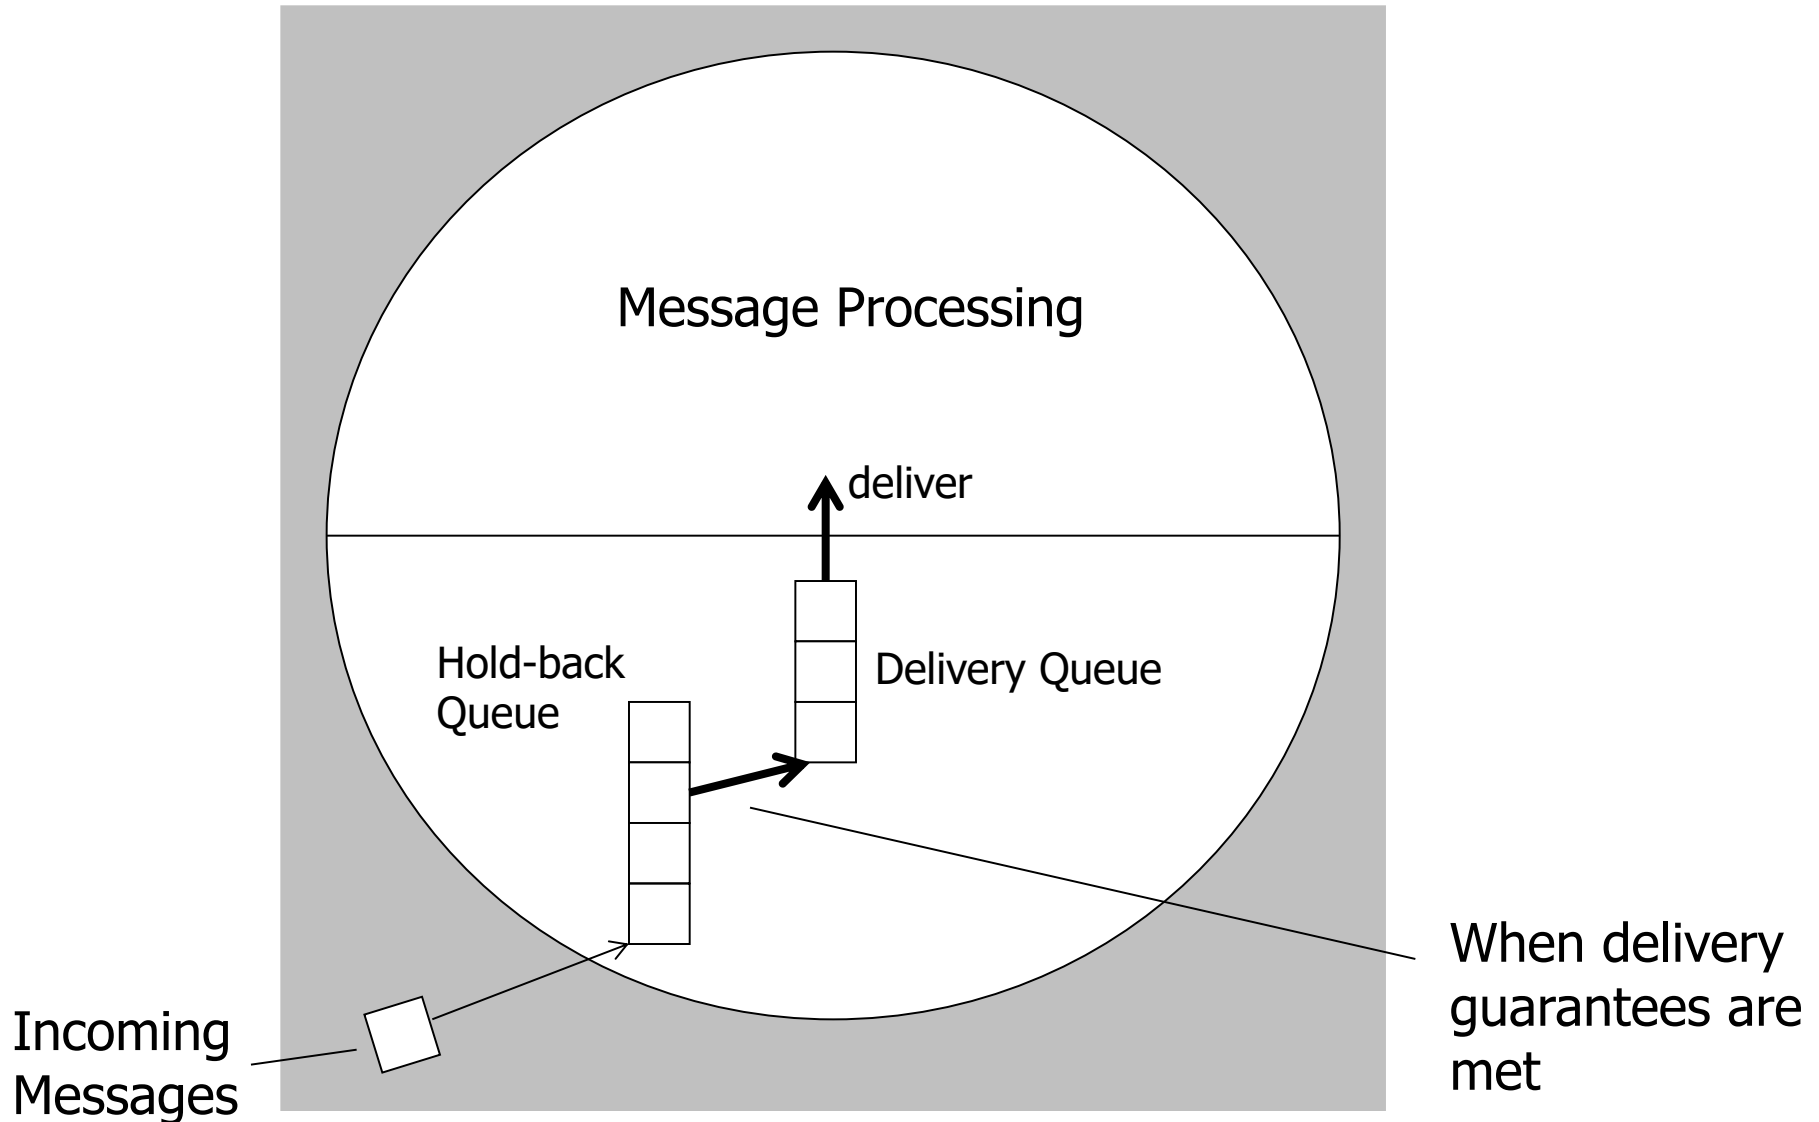 Message Processing
deliver
Hold-back
Queue
Delivery Queue
When delivery
guarantees are
met
Incoming
Messages